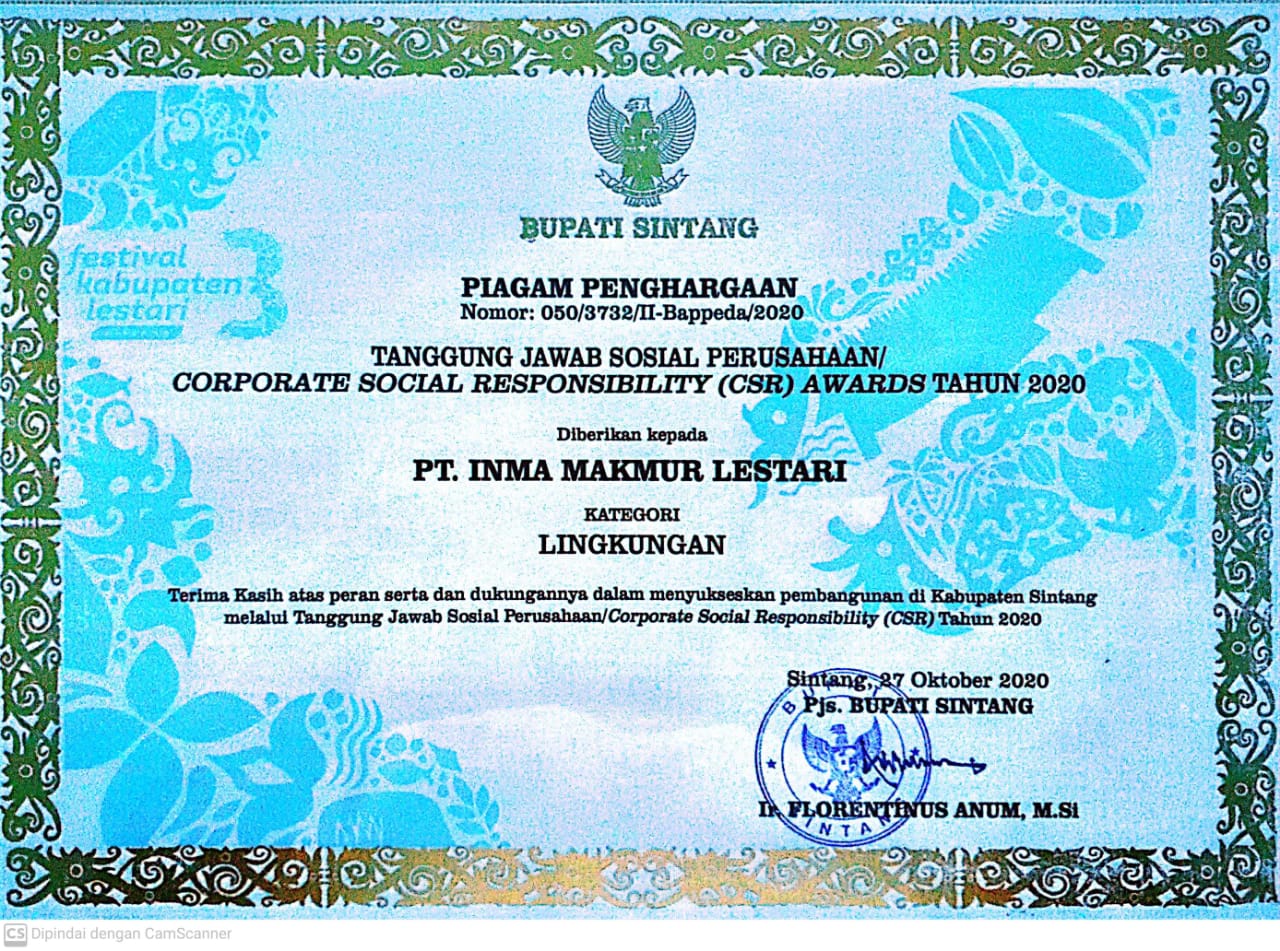 BUPATI SINTANG
festival
kabupaten
lestari
3
PIAGAM PENGHARGAAN
Nomor: 050/3732/II-Bappeda/2020
TANGGUNG JAWAB SOSIAL PERUSAHAAN/
CORPORATE SOCIAL RESPONSIBILITY (CSR) AWARDS TAHUN 2020
Diberikan kepada
PT. INMA MAKMUR LESTARI
KATEGORI
LINGKUNGAN
Terima Kasih atas peran serta dan dukungannya dalam menyukseskan pembangunan di Kabupaten Sintang
melalui Tanggung Jawab Sosial Perusahaan/Corporate Social Responsibility (CSR) Tahun 2020
Sintang, 27 Oktober 2020
Pjs. BUPATI SINTANG
Ir. FLORENTINUS ANUM, M.Si
CS Dipindai dengan CamScanner